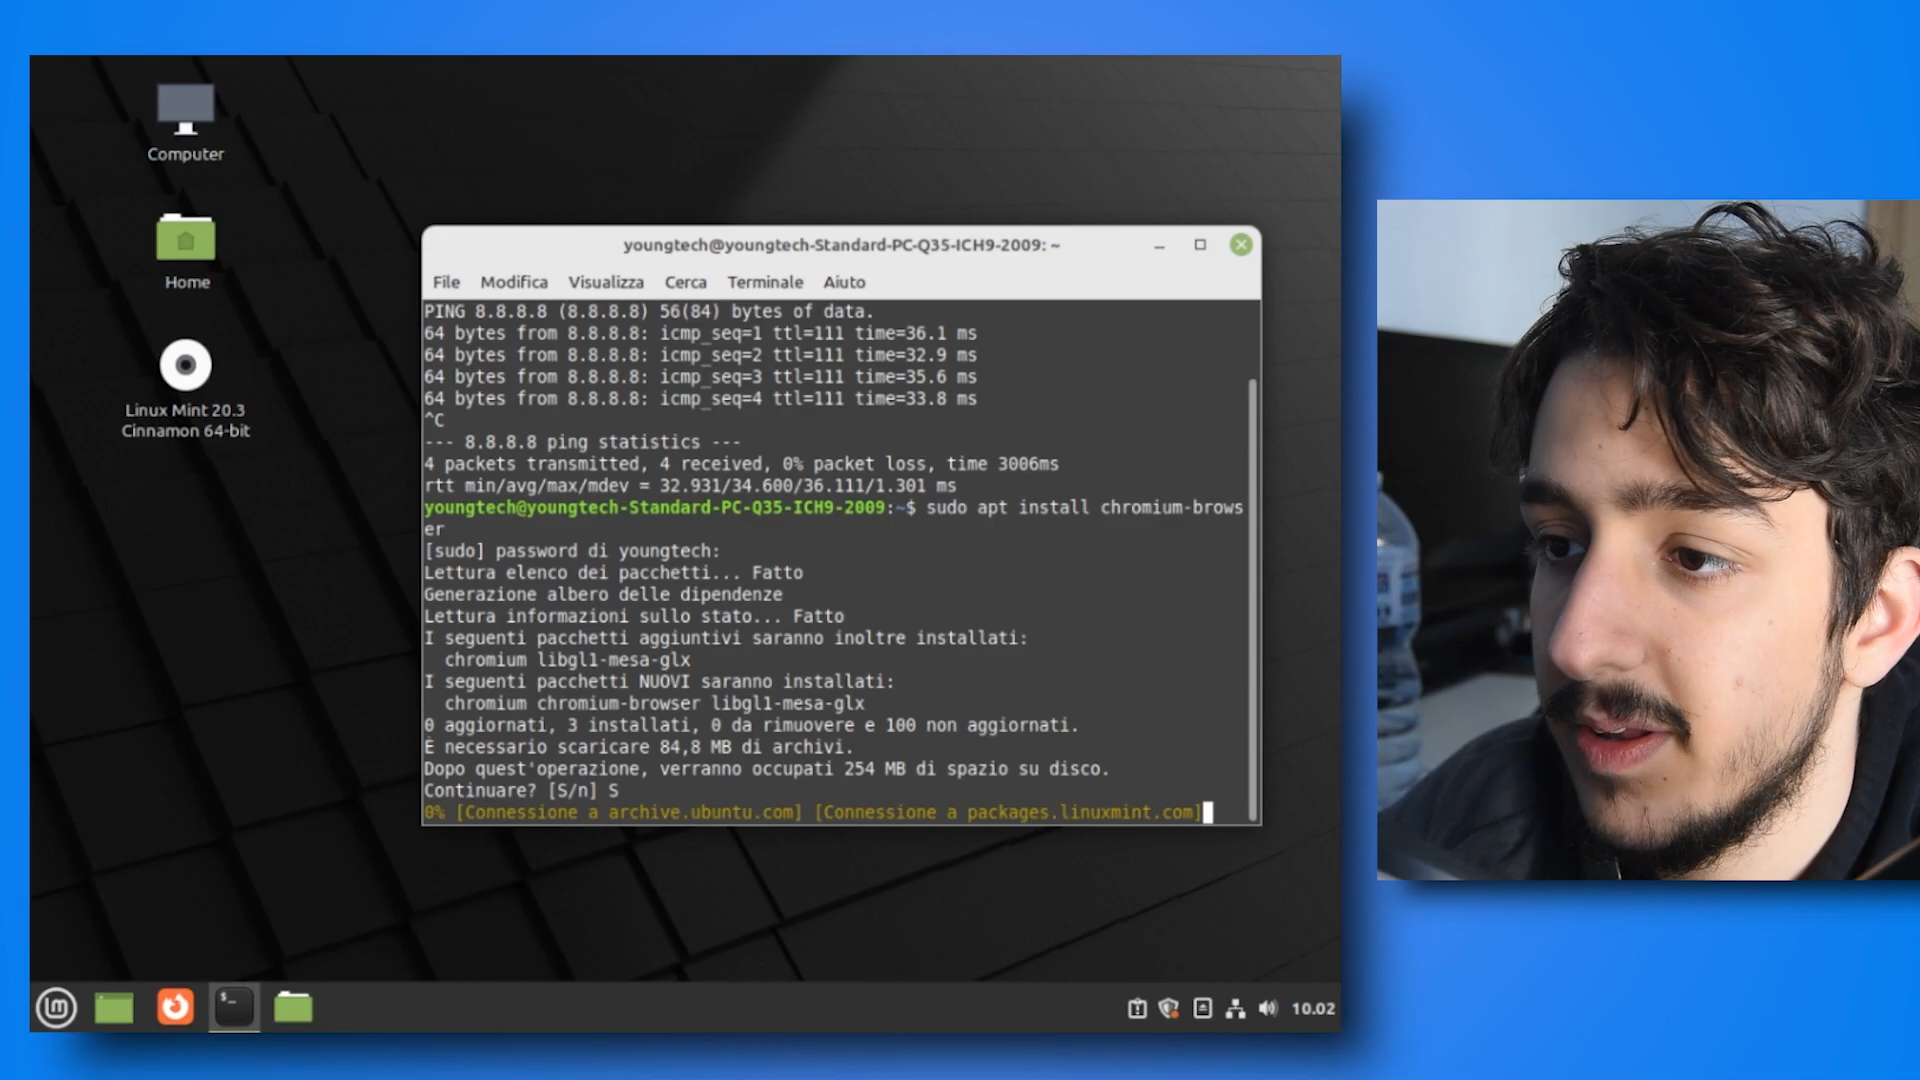 Computer
Home
Linux Mint 20.3
Cinnamon 64-bit
youngtech@youngtech-Standard-PC-Q35-ICH9-2009: ~
File Modifica Visualizza Cerca Terminale Aiuto
PING 8.8.8.8 (8.8.8.8) 56(84) bytes of data.
64 bytes from 8.8.8.8: icmp_seq=1 ttl=111 time=36.1 ms
64 bytes from 8.8.8.8: icmp_seq=2 ttl=111 time=32.9 ms
64 bytes from 8.8.8.8: icmp_seq=3 ttl=111 time=35.6 ms
64 bytes from 8.8.8.8: icmp_seq=4 ttl=111 time=33.8 ms
^C
--- 8.8.8.8 ping statistics ---
4 packets transmitted, 4 received, 0% packet loss, time 3006ms
rtt min/avg/max/mdev = 32.931/34.600/36.111/1.301 ms
youngtech@youngtech-Standard-PC-Q35-ICH9-2009:~$ sudo apt install chromium-brows
er
[sudo] password di youngtech:
Lettura elenco dei pacchetti... Fatto
Generazione albero delle dipendenze
Lettura informazioni sullo stato... Fatto
I seguenti pacchetti aggiuntivi saranno inoltre installati:
chromium libgl1-mesa-glx
I seguenti pacchetti NUOVI saranno installati:
chromium chromium-browser libgl1-mesa-glx
0 aggiornati, 3 installati, 0 da rimuovere e 100 non aggiornati.
È necessario scaricare 84,8 MB di archivi.
Dopo quest'operazione, verranno occupati 254 MB di spazio su disco.
Continuare? [S/n] S
0% [Connessione a archive.ubuntu.com] [Connessione a packages.linuxmint.com]
10.02